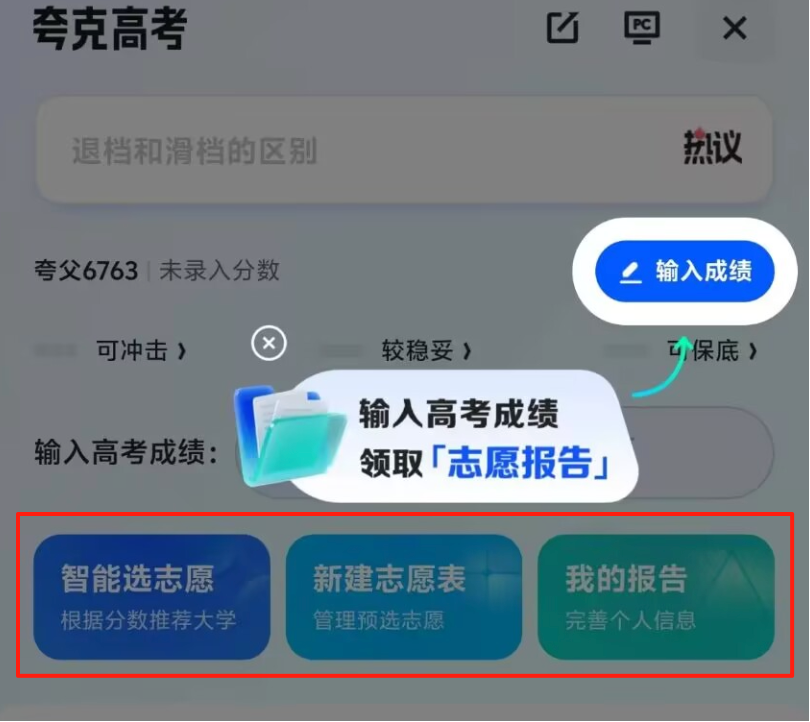 夸克高考
PC
退档和滑档的区别
热议
夸父6763 | 未录入分数
输入成绩
可冲击
较稳妥
可保底
输入高考成绩
领取「志愿报告」
输入高考成绩：
智能选志愿
根据分数推荐大学
新建志愿表
管理预选志愿
我的报告
完善个人信息